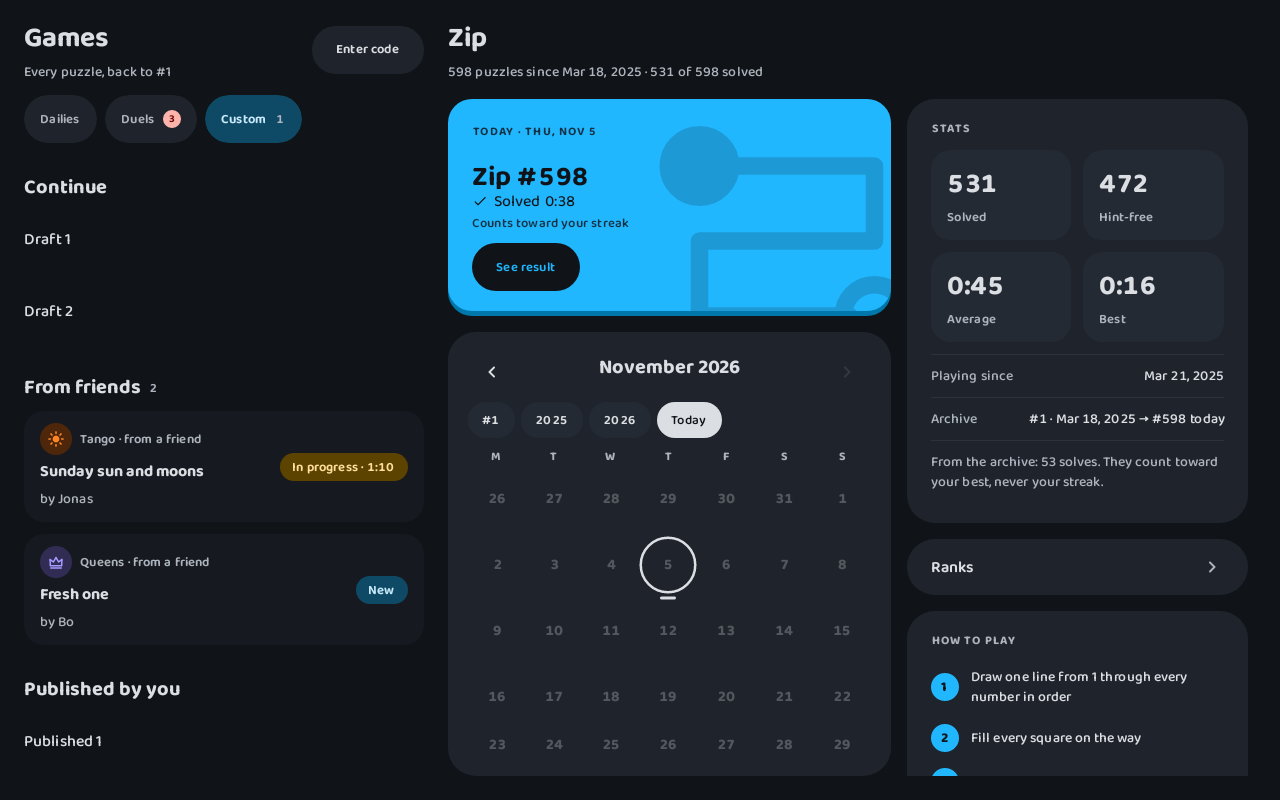 Games
Every puzzle, back to #1
Enter code
Dailies
Duels 3
Custom 1
Continue
Draft 1
Draft 2
From friends 2
Tango · from a friend
Sunday sun and moons
by Jonas
In progress · 1:10
Queens · from a friend
Fresh one
by Bo
New
Published by you
Published 1
Zip
598 puzzles since Mar 18, 2025 · 531 of 598 solved
TODAY · THU, NOV 5
Zip #598
Solved 0:38
Counts toward your streak
See result
November 2026
#1 2025 2026 Today
M T W T F S S
26 27 28 29 30 31 1
2 3 4 5 6 7 8
9 10 11 12 13 14 15
16 17 18 19 20 21 22
23 24 25 26 27 28 29
STATS
531
Solved
472
Hint-free
0:45
Average
0:16
Best
Playing since Mar 21, 2025
Archive #1 · Mar 18, 2025 → #598 today
From the archive: 53 solves. They count toward
your best, never your streak.
Ranks
HOW TO PLAY
1 Draw one line from 1 through every
number in order
2 Fill every square on the way